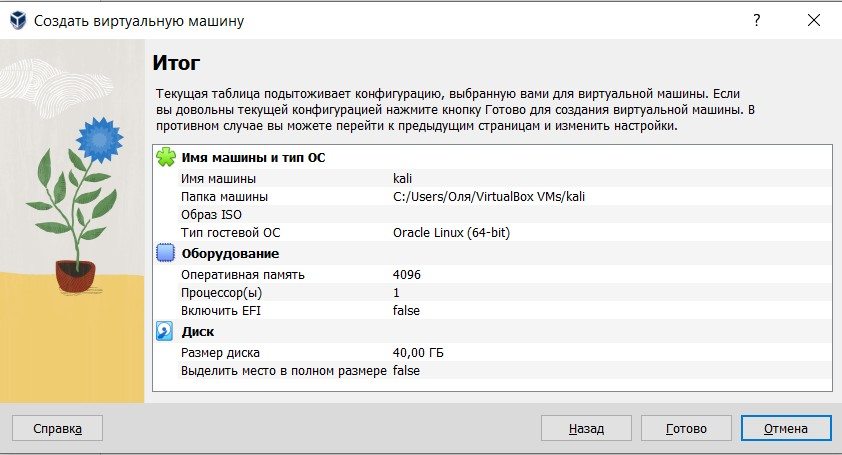 Создать виртуальную машину
?
Итог
Текущая таблица подытоживает конфигурацию, выбранную вами для виртуальной машины. Если
вы довольны текущей конфигурацией нажмите кнопку Готово для создания виртуальной машины. В
противном случае вы можете перейти к предыдущим страницам и изменить настройки.
Имя машины и тип ОС
Имя машины kali
Папка машины C:/Users/Оля/VirtualBox VMs/kali
Образ ISO
Тип гостевой ОС Oracle Linux (64-bit)
Оборудование
Оперативная память 4096
Процессор(ы) 1
Включить EFI false
Диск
Размер диска 40,00 ГБ
Выделить место в полном размере false
Справка Назад Готово Отмена